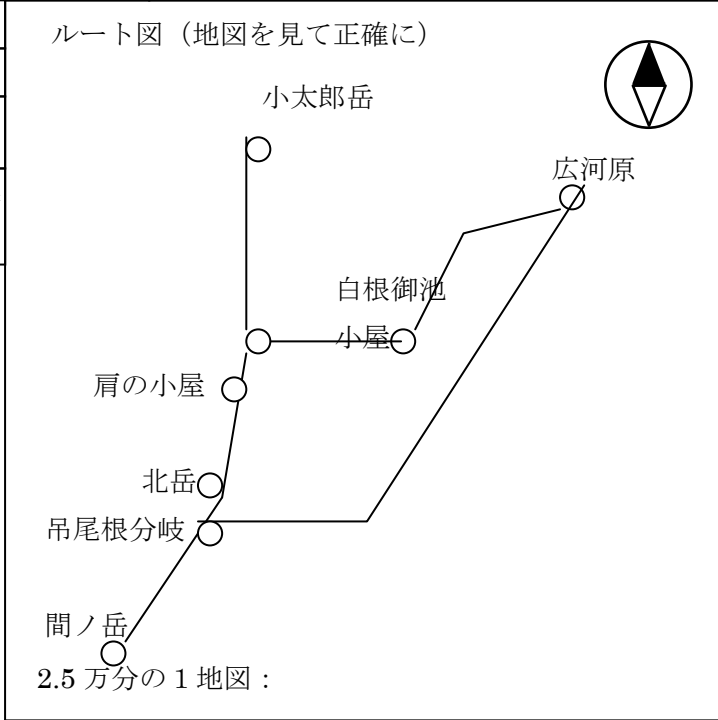 ルート図（地図を見て正確に）
小太郎岳
広河原
白根御池
小屋
肩の小屋
北岳
吊尾根分岐
間ノ岳
2.5 万分の 1 地図：